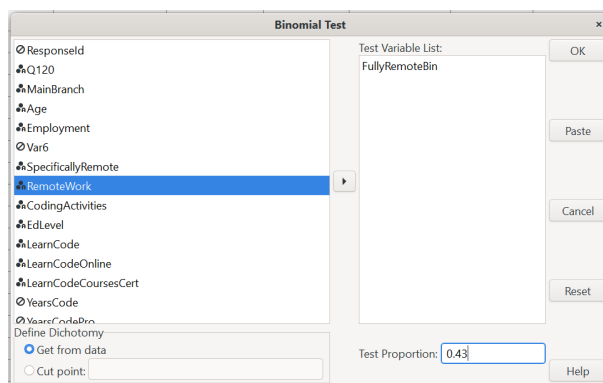 Binomial Test
×
ResponseId
Q120
MainBranch
Age
Employment
Var6
SpecificallyRemote
RemoteWork
CodingActivities
EdLevel
LearnCode
LearnCodeOnline
LearnCodeCoursesCert
YearsCode
YearsCodePro
Test Variable List:
FullyRemoteBin
OK
Paste
Cancel
Reset
Help
Define Dichotomy
Get from data
Cut point:
Test Proportion: 0.43